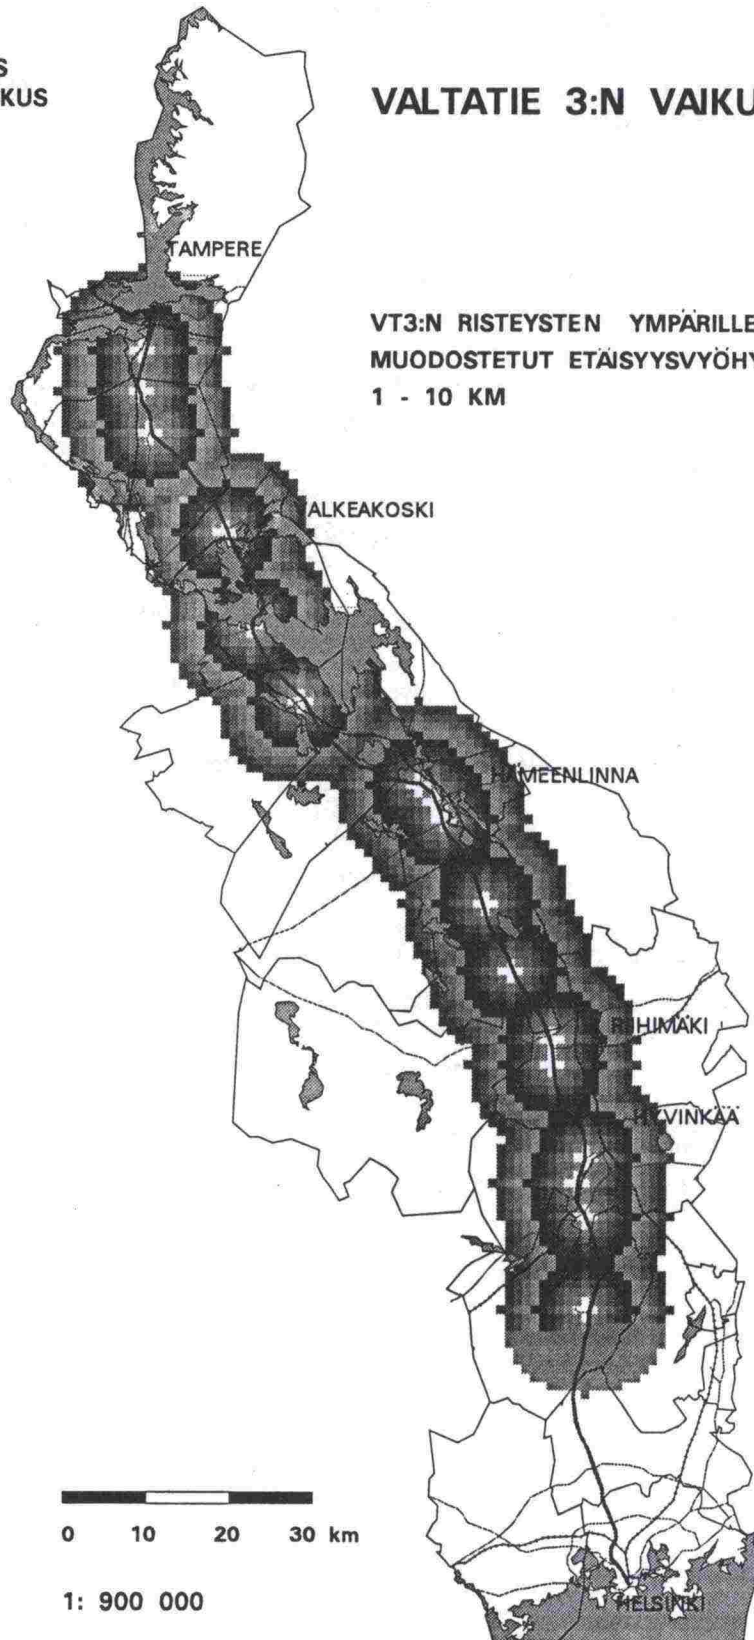 S
KUS
VALTATIE 3:N VAIKU
TAMPERE
VT3:N RISTEYSTEN YMPÄRILLE
MUODOSTETUT ETÄISYYSVYÖHY
1 - 10 KM
ALKEAKOSKI
HÄMEENLINNA
RIIHIMÄKI
HYVINKÄÄ
0 10 20 30 km
1: 900 000
HELSINKI